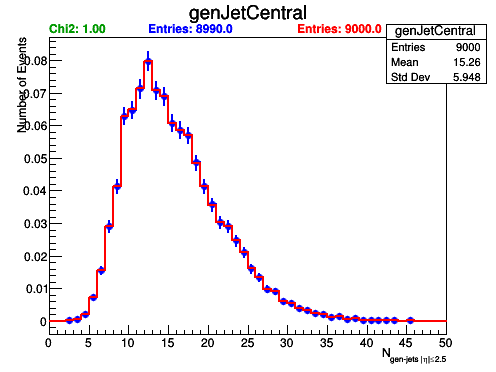 genJetCentral
Chi2: 1.00 Entries: 8990.0 Entries: 9000.0
genJetCentral
Entries 9000
Mean 15.26
Std Dev 5.948
Number of Events
0.08
0.07
0.06
0.05
0.04
0.03
0.02
0.01
0
0 5 10 15 20 25 30 35 40 45 50
N gen-jets |η|≤2.5